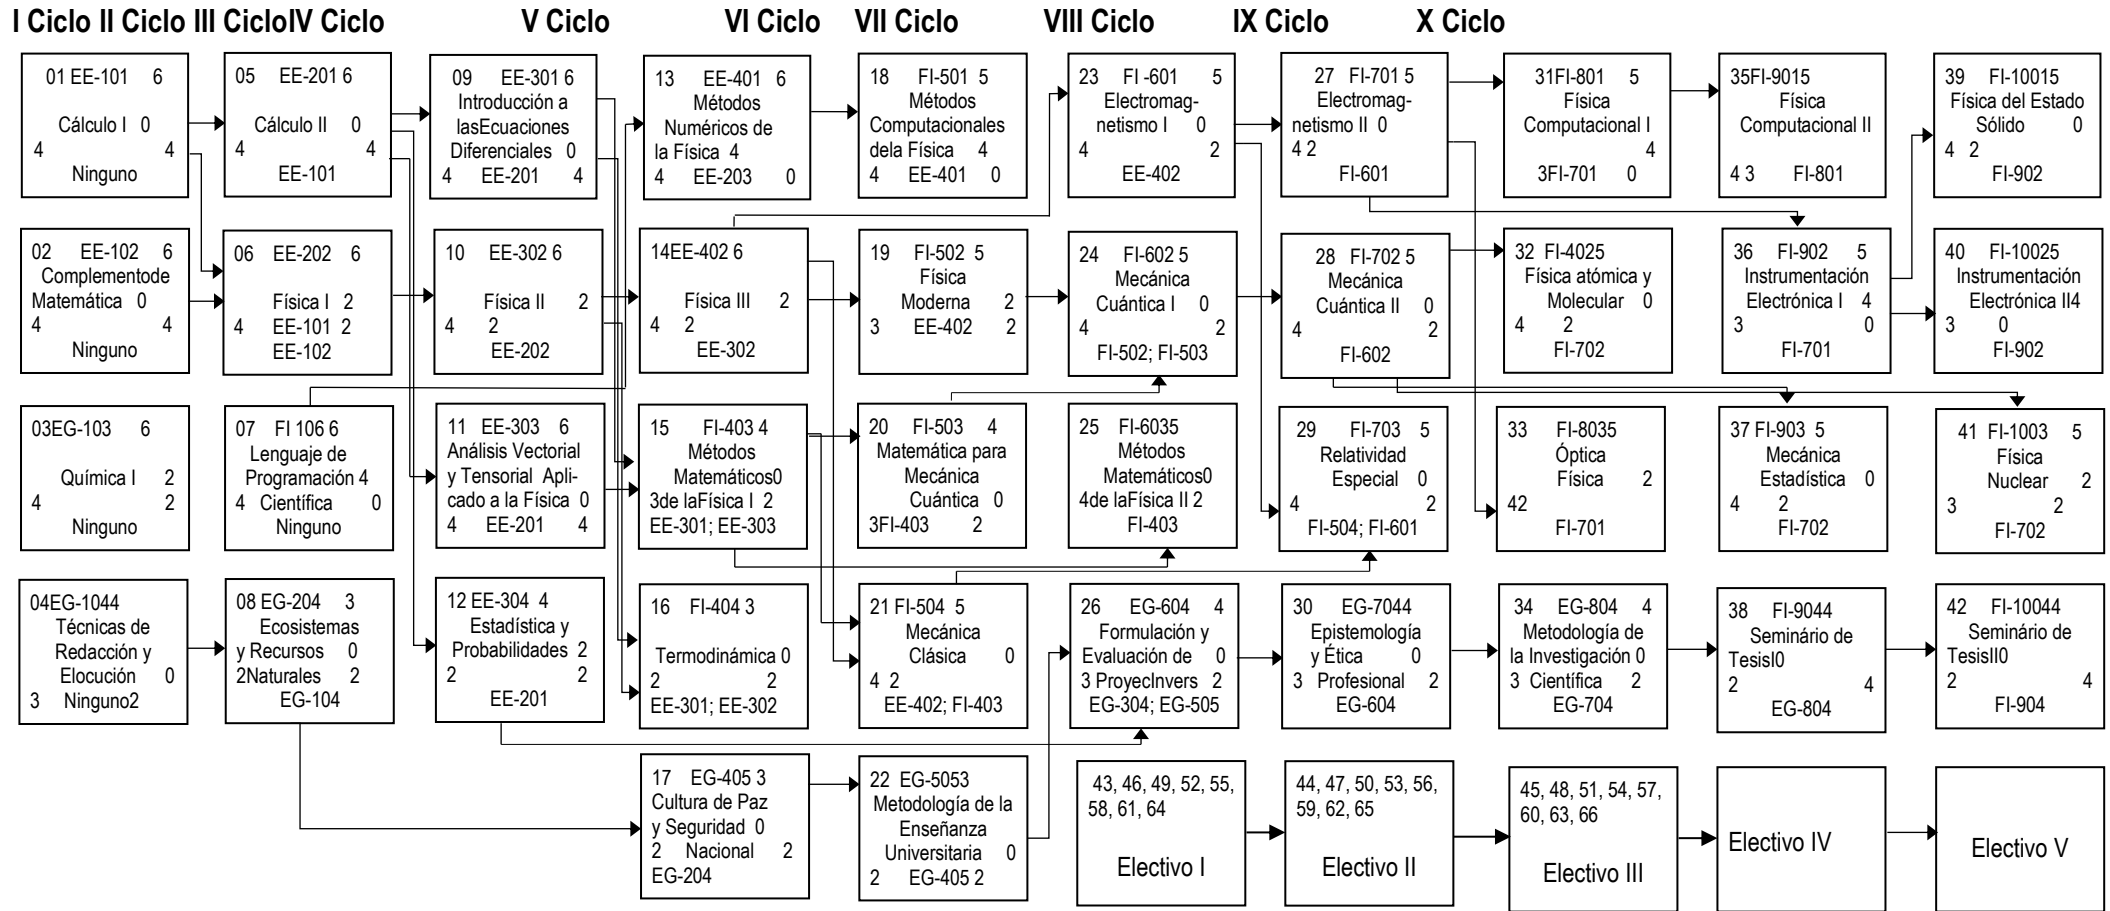 I Ciclo II Ciclo III CicloIV Ciclo V Ciclo VI Ciclo VII Ciclo VIII Ciclo IX Ciclo X Ciclo
01 EE-101 6
Cálculo I 0
4 4
Ninguno
05 EE-201 6
Cálculo II 0
4 4
EE-101
09 EE-301 6
Introducción a
lasEcuaciones
Diferenciales 0
4 EE-201 4
13 EE-401 6
Métodos
Numéricos de
la Física 4
4 EE-203 0
18 FI-501 5
Métodos
Computacionales
dela Física 4
4 EE-401 0
23 FI -601 5
Electromag-
netismo I 0
4 2
EE-402
27 FI-701 5
Electromag-
netismo II 0
4 2
FI-601
31FI-801 5
Física
Computacional I
4
3FI-701 0
35FI-9015
Física
Computacional II
4 3 FI-801
39 FI-10015
Física del Estado
Sólido 0
4 2
FI-902
02 EE-102 6
Complementode
Matemática 0
4 4
Ninguno
06 EE-202 6
Física I 2
4 EE-101 2
EE-102
10 EE-302 6
Física II 2
4 2
EE-202
14EE-402 6
Física III 2
4 2
EE-302
19 FI-502 5
Física
Moderna 2
3 EE-402 2
24 FI-602 5
Mecánica
Cuántica I 0
4 2
FI-502; FI-503
28 FI-702 5
Mecánica
Cuántica II 0
4 2
FI-602
32 FI-4025
Física atómica y
Molecular 0
4 2
FI-702
36 FI-902 5
Instrumentación
Electrónica I 4
3 0
FI-701
40 FI-10025
Instrumentación
Electrónica II4
3 0
FI-902
03EG-103 6
Química I 2
4 2
Ninguno
07 FI 106 6
Lenguaje de
Programación 4
4 Científica 0
Ninguno
11 EE-303 6
Análisis Vectorial
y Tensorial Apli-
cado a la Física 0
4 EE-201 4
15 FI-403 4
Métodos
Matemáticos0
3de laFísica I 2
EE-301; EE-303
20 FI-503 4
Matemática para
Mecánica
Cuántica 0
3FI-403 2
25 FI-6035
Métodos
Matemáticos0
4de laFísica II 2
FI-403
29 FI-703 5
Relatividad
Especial 0
4 2
FI-504; FI-601
33 FI-8035
Óptica
Física 2
42
FI-701
37 FI-903 5
Mecánica
Estadística 0
4 2
FI-702
41 FI-1003 5
Física
Nuclear 2
3 2
FI-702
04EG-1044
Técnicas de
Redacción y
Elocución 0
3 Ninguno2
08 EG-204 3
Ecosistemas
y Recursos 0
2Naturales 2
EG-104
12 EE-304 4
Estadística y
Probabilidades 2
2 2
EE-201
16 FI-404 3
Termodinámica 0
2 2
EE-301; EE-302
21 FI-504 5
Mecánica
Clásica 0
4 2
EE-402; FI-403
26 EG-604 4
Formulación y
Evaluación de 0
3 ProyecInvers 2
EG-304; EG-505
30 EG-7044
Epistemología
y Ética 0
3 Profesional 2
EG-604
34 EG-804 4
Metodología de
la Investigación 0
3 Científica 2
EG-704
38 FI-9044
Seminário de
TesisI0
2 4
EG-804
42 FI-10044
Seminário de
TesisII0
2 4
FI-904
17 EG-405 3
Cultura de Paz
y Seguridad 0
2 Nacional 2
EG-204
22 EG-5053
Metodología de la
Enseñanza
Universitaria 0
2 EG-405 2
43, 46, 49, 52, 55,
58, 61, 64
Electivo I
44, 47, 50, 53, 56,
59, 62, 65
Electivo II
45, 48, 51, 54, 57,
60, 63, 66
Electivo III
Electivo IV
Electivo V